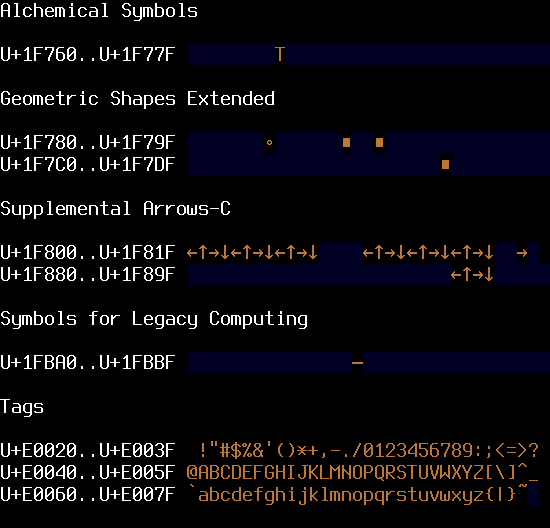 Alchemical Symbols
U+1F760..U+1F77F T
Geometric Shapes Extended
U+1F780..U+1F79F ∘ ▪ ▪
U+1F7C0..U+1F7DF ▪
Supplemental Arrows-C
U+1F800..U+1F81F ←↑→↓←↑→↓←↑→↓ ←↑→↓←↑→↓←↑→↓ →
U+1F880..U+1F89F ←↑→↓
Symbols for Legacy Computing
U+1FBA0..U+1FBBF ─
Tags
U+E0020..U+E003F !"#$%&'()*+,-./0123456789:;<=>?
U+E0040..U+E005F @ABCDEFGHIJKLMNOPQRSTUVWXYZ[\]^_
U+E0060..U+E007F `abcdefghijklmnopqrstuvwxyz{|}~